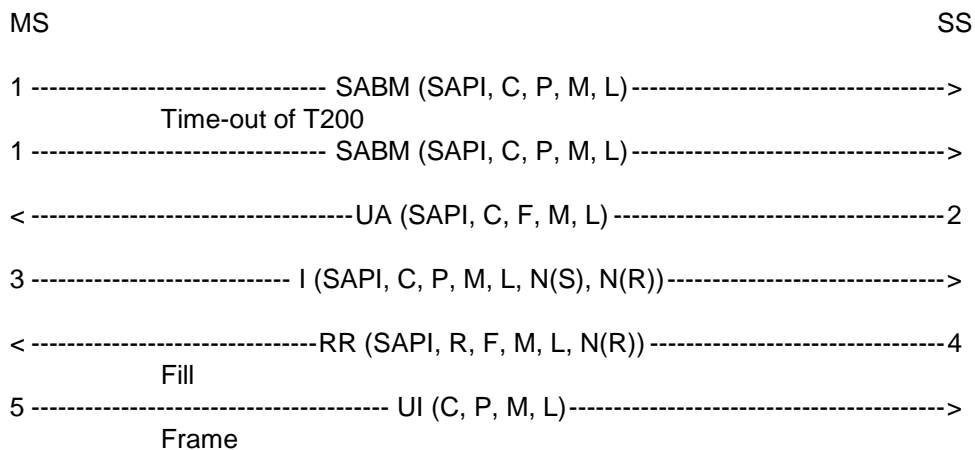 MS SS
1 --------------------------------- SABM (SAPI, C, P, M, L)----------------------------------->
Time-out of T200
1 --------------------------------- SABM (SAPI, C, P, M, L)----------------------------------->
< ------------------------------------UA (SAPI, C, F, M, L) -------------------------------------2
3 ----------------------------- I (SAPI, C, P, M, L, N(S), N(R))------------------------------->
< --------------------------------RR (SAPI, R, F, M, L, N(R)) ---------------------------------4
Fill
5 ---------------------------------------- UI (C, P, M, L)------------------------------------------>
Frame